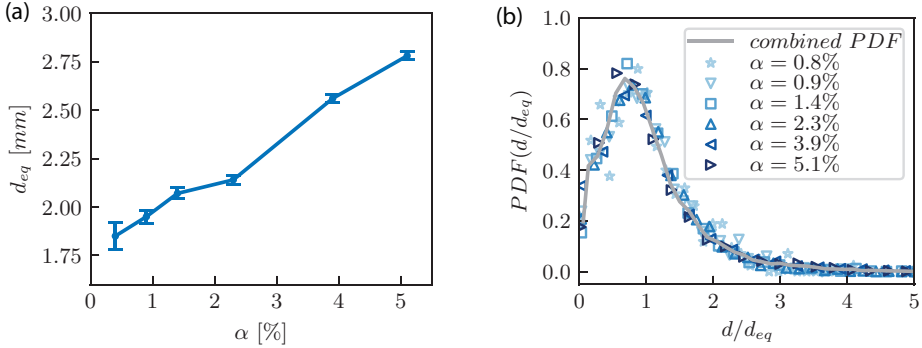 (a)
3.00
2.75
2.50
2.25
2.00
1.75
d_eq [mm]
0 1 2 3 4 5
α [%]
(b)
1.0
0.8
0.6
0.4
0.2
0.0
PDF(d/d_eq)
combined PDF
α = 0.8%
α = 0.9%
α = 1.4%
α = 2.3%
α = 3.9%
α = 5.1%
0 1 2 3 4 5
d/d_eq